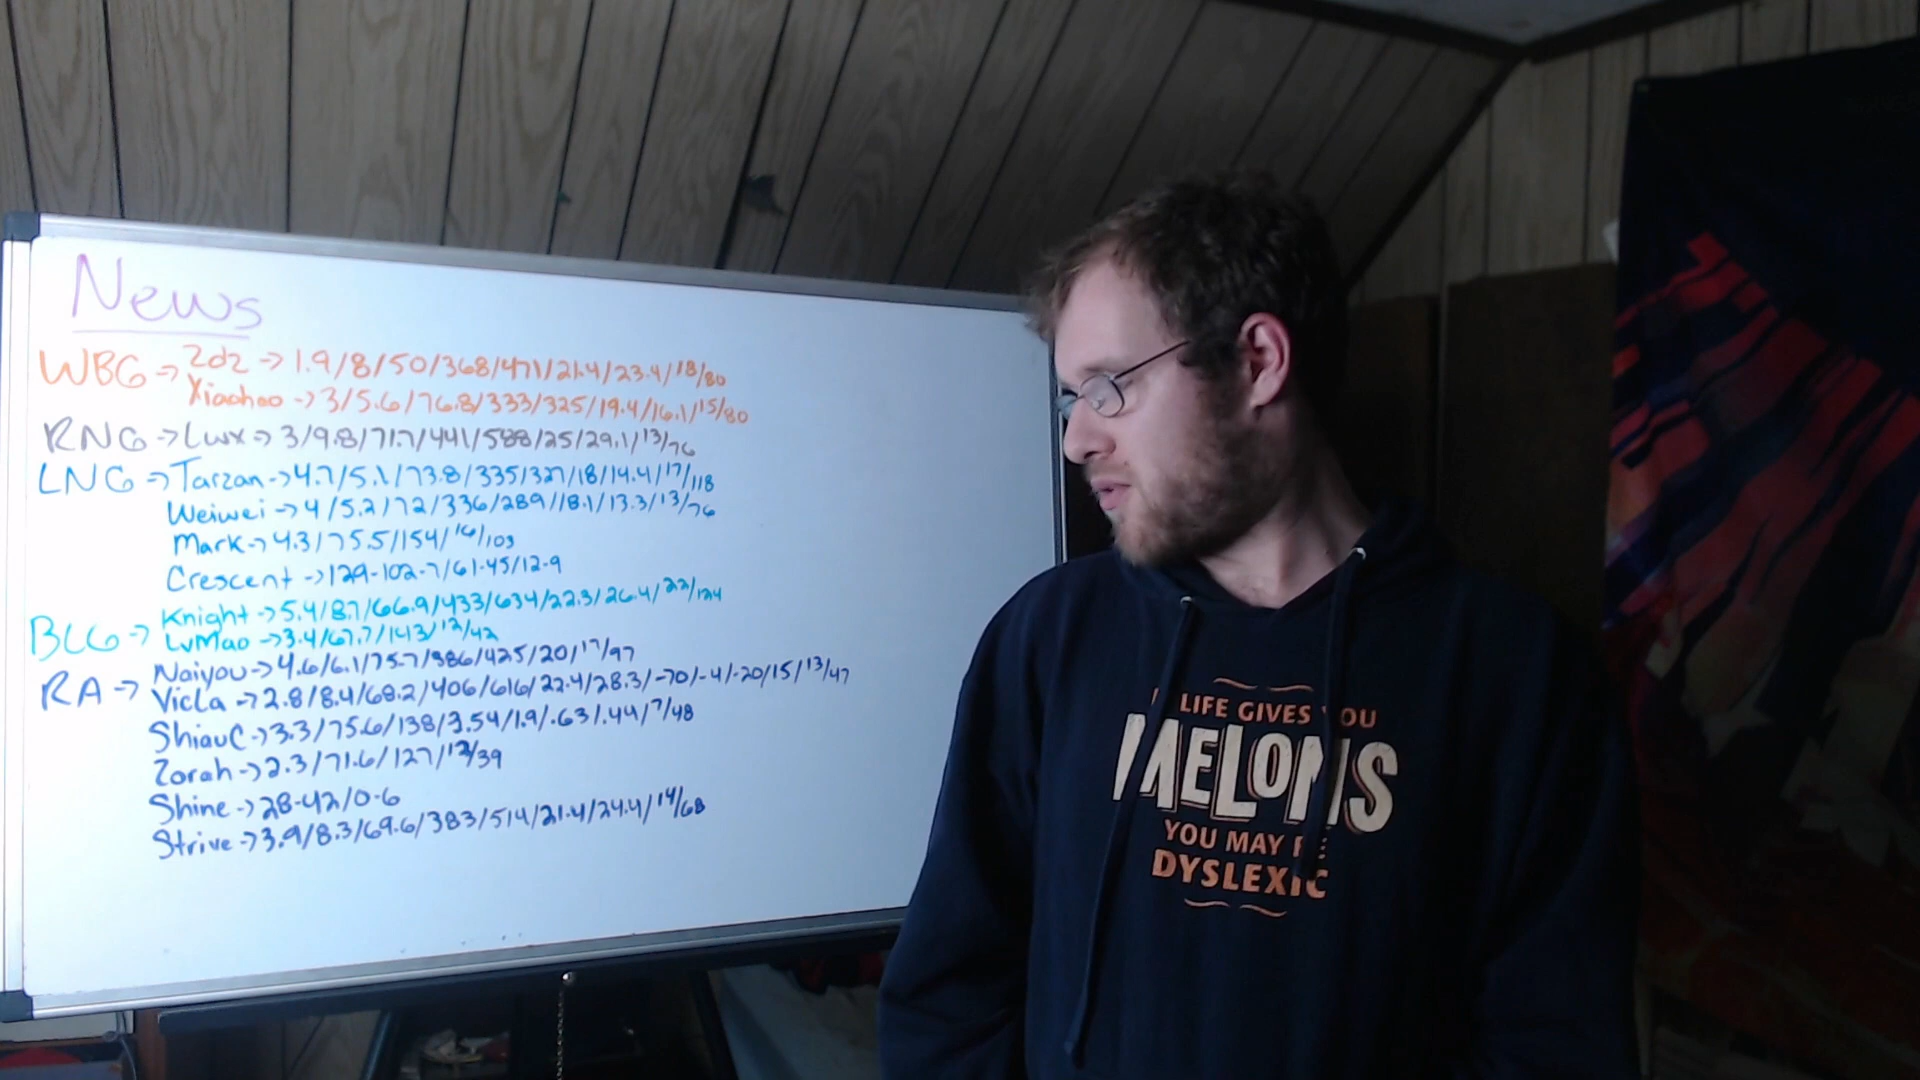 News
WBG → Zdz → 1.9/8/50/368/471/21.4/23.4/18/80
Xiaohoo → 3/5.6/76.8/333/325/19.4/16.1/15/80
RNG → Lwx → 3/9.8/71.7/441/588/25/29.1/13/76
LNG → Tarzan → 4.7/5.1/73.8/335/327/18/14.4/17/118
Weiwei → 4/5.2/72/336/289/18.1/13.3/13/76
Mark → 4.3/75.5/154/16/103
Crescent → 129-102-7/61-45/12-9
BLG → Knight → 5.4/8.7/66.9/433/634/22.3/26.4/22/124
LvMao → 3.4/67.7/143/12/42
RA → Naiyou → 4.6/6.1/75.7/386/425/20/17/97
Vicla → 2.8/8.4/68.2/406/616/22.4/28.3/-70/-4/-20/15/13/47
ShiauC → 3.3/75.6/138/3.54/1.9/.63/.44/7/48
Zorah → 2.3/71.6/127/12/39
Shine → 28-42/0-6
Strive → 3.9/8.3/69.6/383/514/21.4/24.4/14/68
LIFE GIVES YOU
MELONS
YOU MAY BE
DYSLEXIC